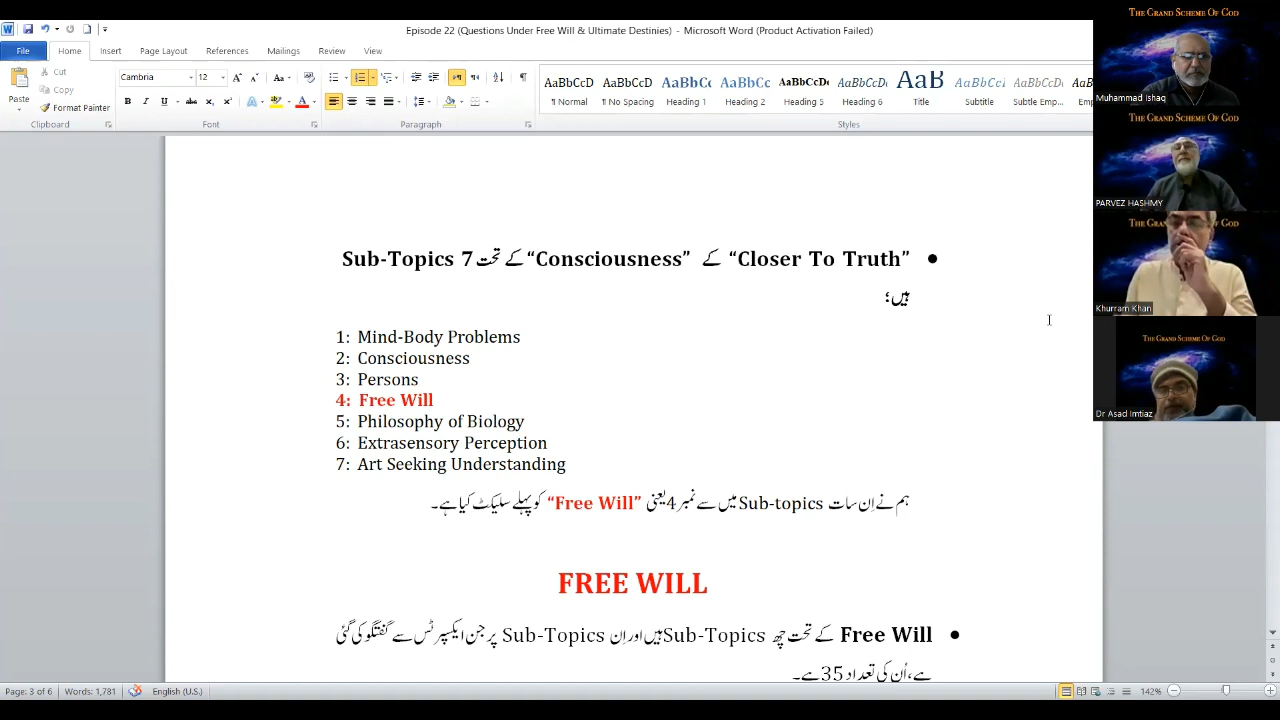 Episode 22 (Questions Under Free Will & Ultimate Destinies) - Microsoft Word (Product Activation Failed)
File Home Insert Page Layout References Mailings Review View
Cut
Copy
Format Painter
Paste
Clipboard
Cambria 12
Font
Paragraph
AaBbCcD AaBbCcD AaBbCc AaBbCc AaBbCcDc AaBbCcDc AaB AaBbCcI AaBbCcDc AaBbCcD
¶ Normal ¶ No Spacing Heading 1 Heading 2 Heading 5 Heading 6 Title Subtitle Subtle Emp...
Styles
"Closer To Truth" کے "Consciousness" کے تحت 7 Sub-Topics
ہیں؛
1: Mind-Body Problems
2: Consciousness
3: Persons
4: Free Will
5: Philosophy of Biology
6: Extrasensory Perception
7: Art Seeking Understanding
ہم نے اِن سات Sub-topics میں سے نمبر 4 یعنی "Free Will" کو پہلے سلیکٹ کیا ہے۔
FREE WILL
Free Will کے تحت چھ Sub-Topics ہیں اور اِن Sub-Topics پر جن ایکسپرٹس سے گفتگو کی گئی
ہے، اُن کی تعداد 35 ہے۔
Page: 3 of 6 Words: 1,781 English (U.S.) 142%
THE GRAND SCHEME OF GOD
Muhammad Ishaq
THE GRAND SCHEME OF GOD
PARVEZ HASHMY
THE GRAND SCHEME OF GOD
Khurram Khan
THE GRAND SCHEME OF GOD
Dr Asad Imtiaz